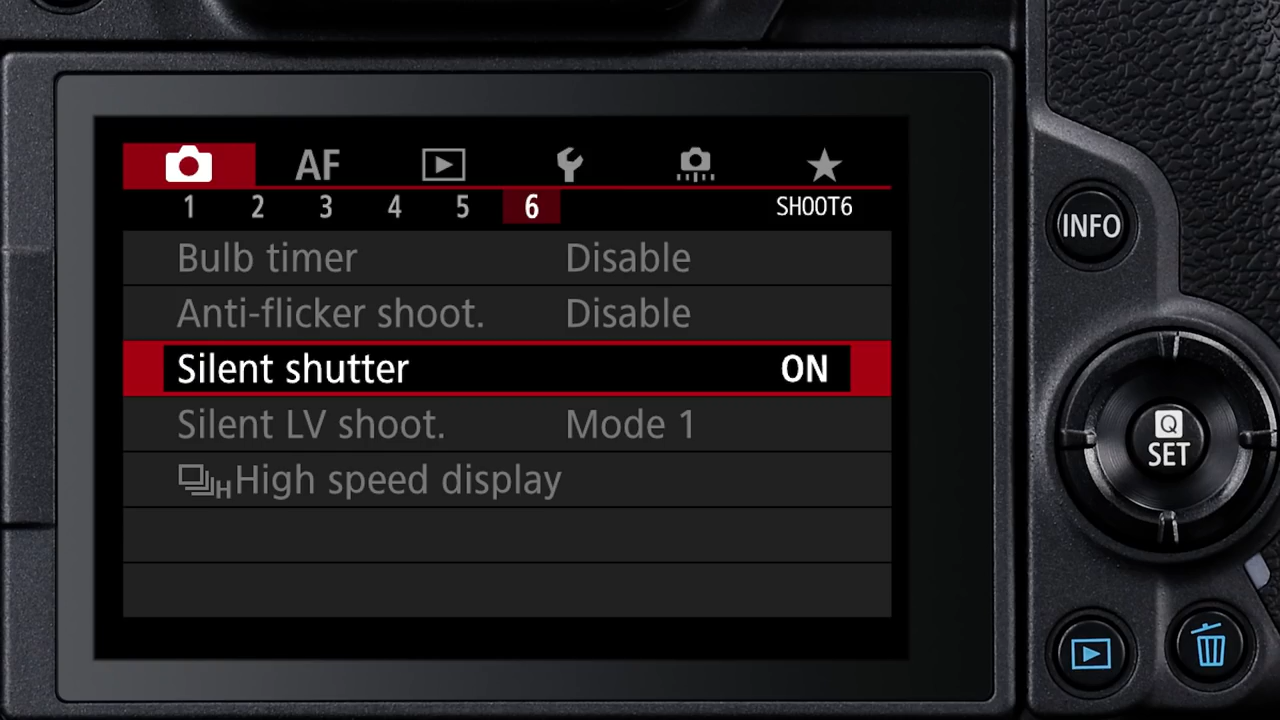 AF
1 2 3 4 5 6 SHOOT6
Bulb timer Disable
Anti-flicker shoot. Disable
Silent shutter ON
Silent LV shoot. Mode 1
H High speed display
INFO
Q
SET